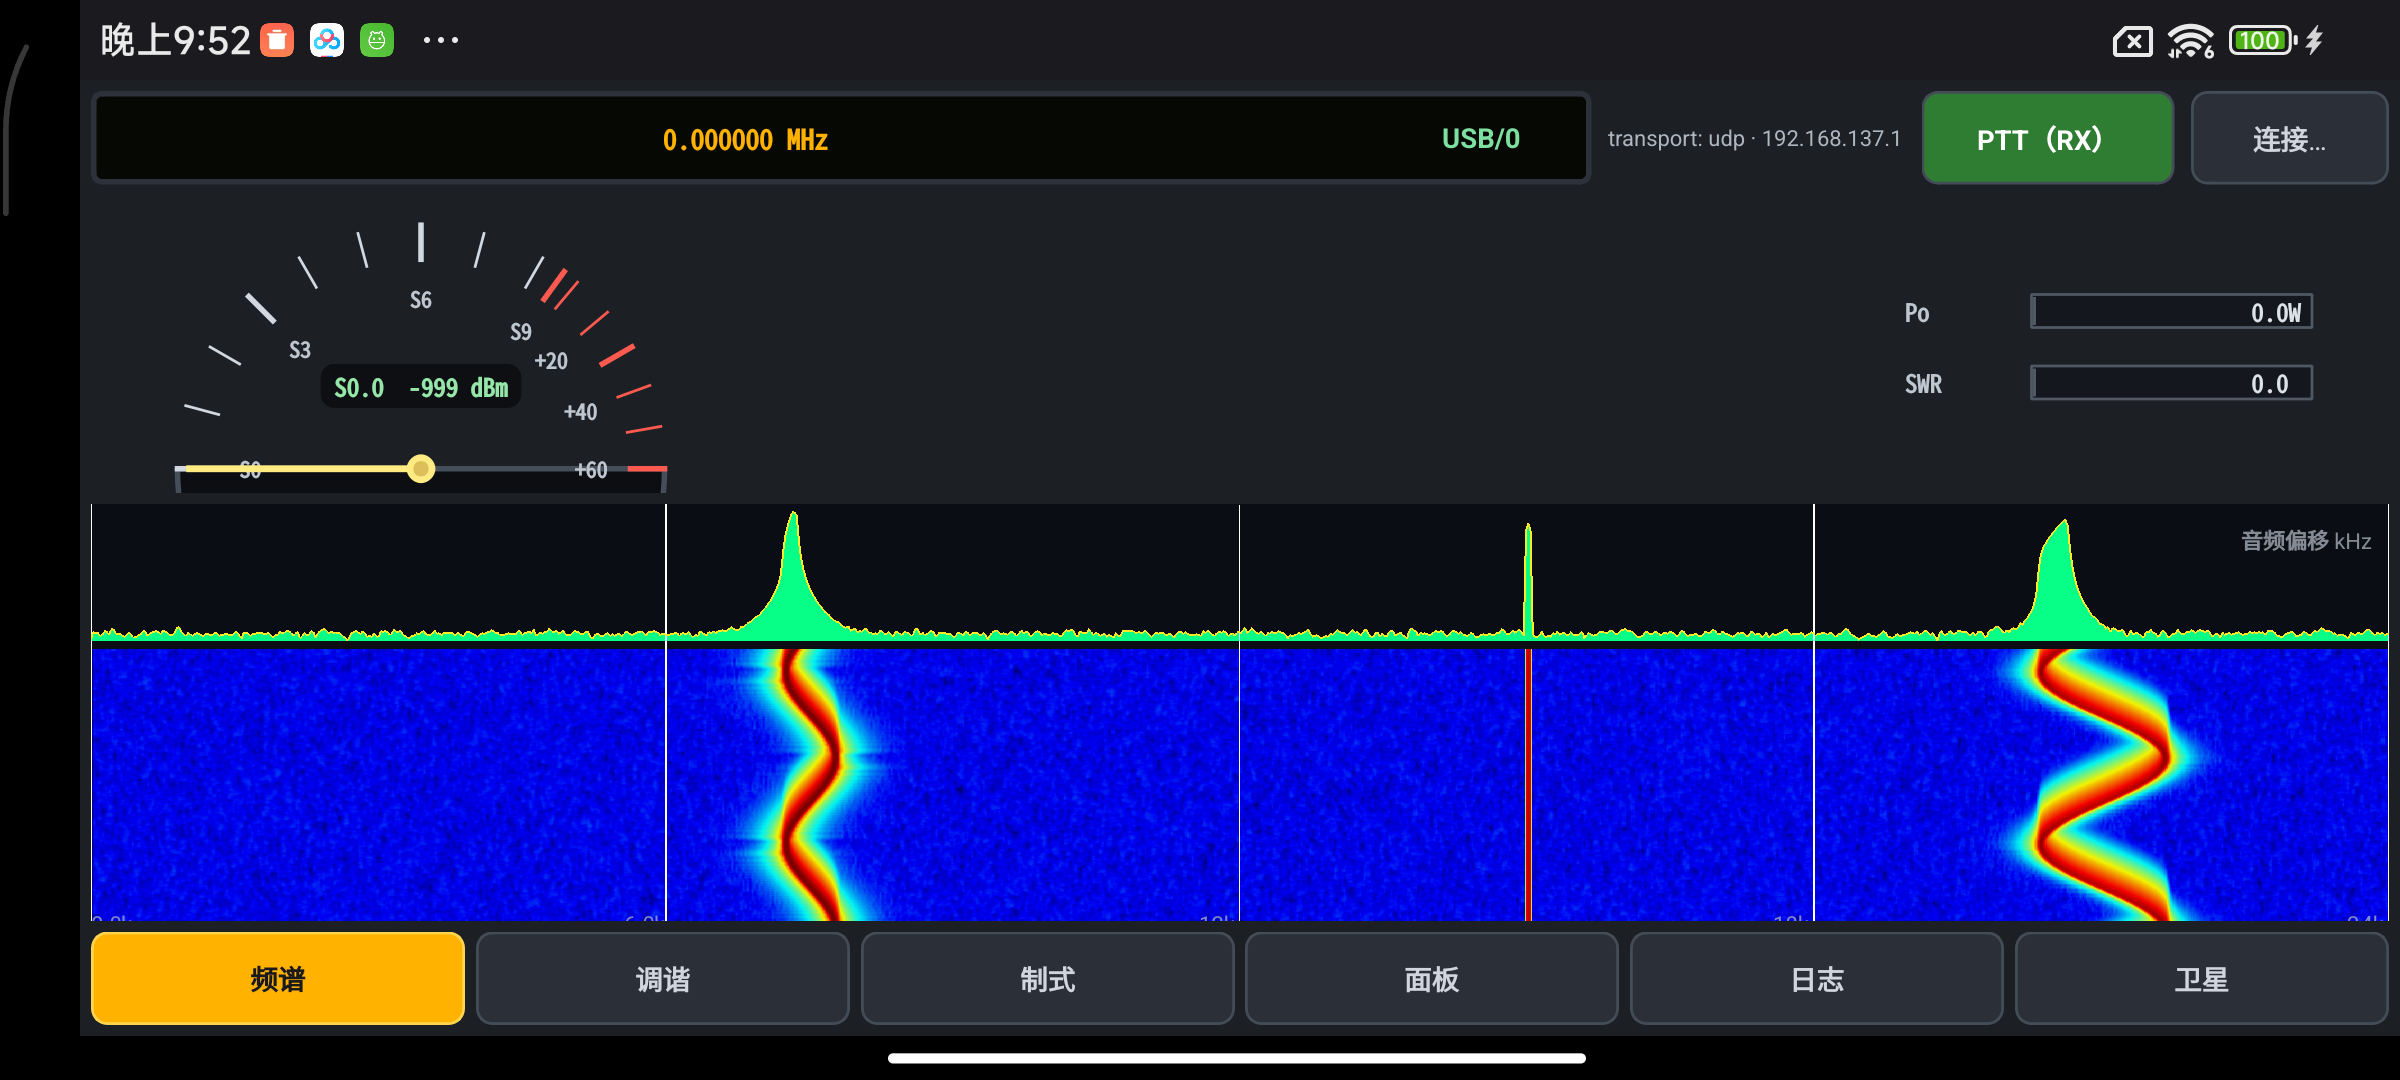 晚上9:52
6
100
0.000000 MHz
USB/0
transport: udp · 192.168.137.1
PTT（RX）
连接...
S6
S9
S3
+20
S0.0 -999 dBm
+40
S0
+60
Po
0.0W
SWR
0.0
音频偏移 kHz
频谱
调谐
制式
面板
日志
卫星